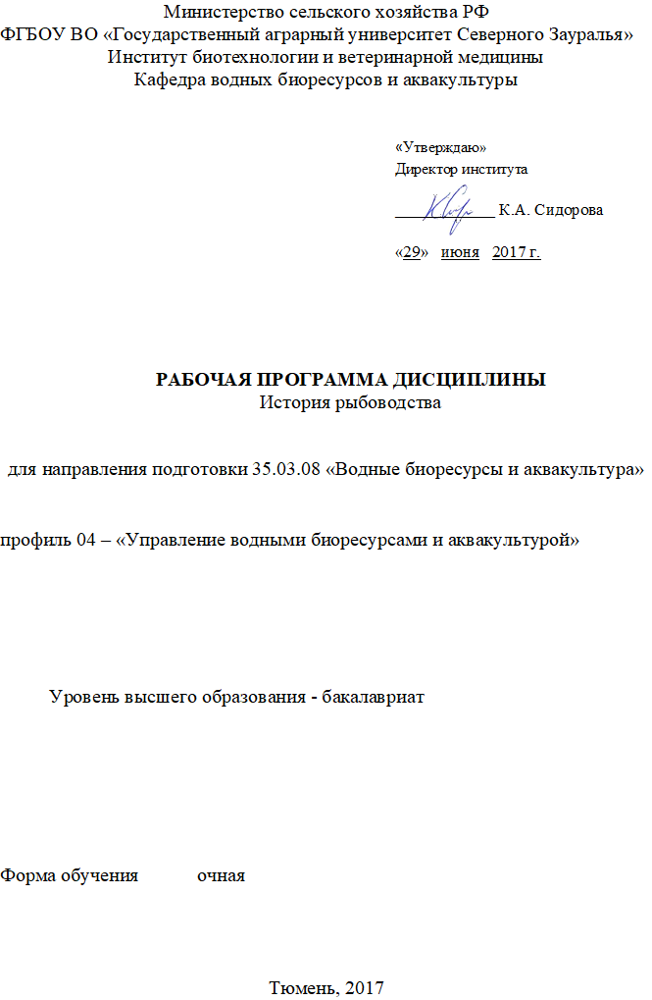 Министерство сельского хозяйства РФ
ФГБОУ ВО «Государственный аграрный университет Северного Зауралья»
Институт биотехнологии и ветеринарной медицины
Кафедра водных биоресурсов и аквакультуры
«Утверждаю»
Директор института
____________ К.А. Сидорова
«29» июня 2017 г.
РАБОЧАЯ ПРОГРАММА ДИСЦИПЛИНЫ
История рыбоводства
для направления подготовки 35.03.08 «Водные биоресурсы и аквакультура»
профиль 04 – «Управление водными биоресурсами и аквакультурой»
Уровень высшего образования - бакалавриат
Форма обучения очная
Тюмень, 2017